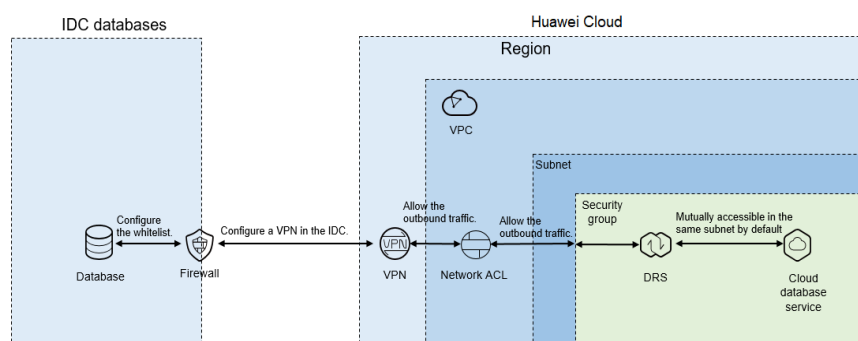 IDC databases
Huawei Cloud
Region
VPC
Subnet
Security
group
Configure
the whitelist.
Configure a VPN in the IDC.
Allow the
outbound traffic.
Allow the
outbound traffic.
Mutually accessible in the
same subnet by default
VPN
Database
Firewall
VPN
Network ACL
DRS
Cloud
database
service